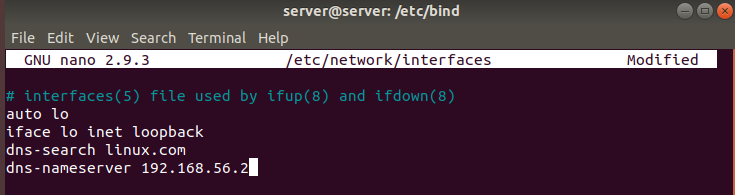 server@server: /etc/bind
File Edit View Search Terminal Help
GNU nano 2.9.3 /etc/network/interfaces Modified
# interfaces(5) file used by ifup(8) and ifdown(8)
auto lo
iface lo inet loopback
dns-search linux.com
dns-nameserver 192.168.56.2